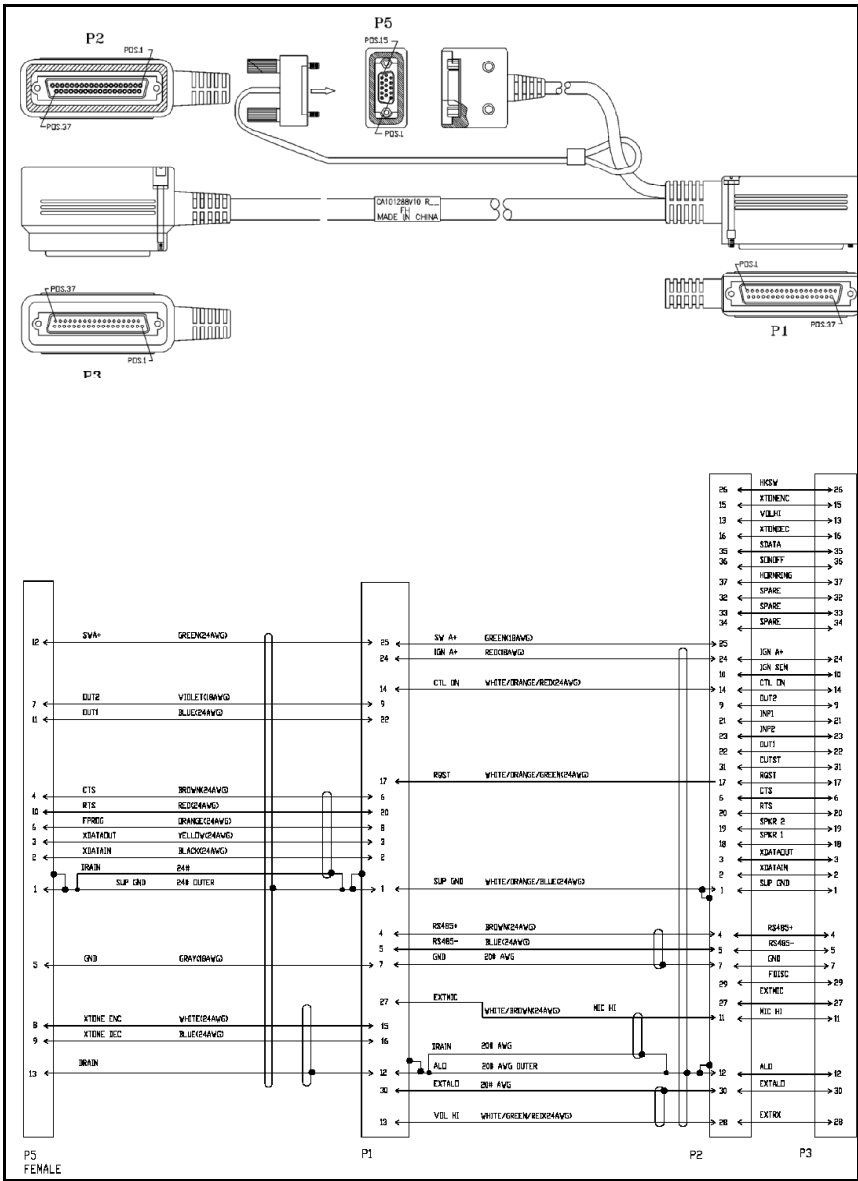 P2
POS.1
POS.37
P5
POS.15
POS.1
CA101288V10 R__
FH
MADE IN CHINA
POS.37
POS.1
P3
POS.1
POS.37
P1
26 HKSW 26
15 XTONENC 15
13 VOLHI 13
16 XTONDEC 16
35 SDATA 35
36 36
37 HORNRING 37
32 SPARE 32
33 SPARE 33
34 SPARE 34
12 SWA+ GREEN(24AWG) 25 SW A+ GREEN(18AWG) 25
24 IGN A+ RED(18AWG) 24 IGN A+ 24
10 IGN SEN 10
14 CTL ON WHITE/ORANGE/RED(24AWG) 14 CTL ON 14
7 OUT2 VIOLET(18AWG) 9 9 OUT2 9
11 OUT1 BLUE(24AWG) 22 21 INP1 21
23 INP2 23
22 OUT1 22
31 31
17 RQST WHITE/ORANGE/GREEN(24AWG) 17 RQST 17
4 CTS BROWN(24AWG) 6 6 CTS 6
10 RTS RED(24AWG) 20 20 RTS 20
6 FPROG ORANGE(24AWG) 8 19 SPKR 2 19
3 XDATAOUT YELLOW(24AWG) 3 18 SPKR 1 18
3 XDATAOUT 3
2 XDATAIN BLACK(24AWG) 2 2 XDATAIN 2
DRAIN 24#
1 SUP GND 24# OUTER 1 SUP GND WHITE/ORANGE/BLUE(24AWG) 1 SUP GND 1
4 RS485+ BROWN(24AWG) 4 RS485+ 4
5 RS485- BLUE(24AWG) 5 RS485- 5
5 GND GRAY(18AWG) 7 GND 20# AWG 7 GND 7
29 FDISC 29
27 EXTMIC 27 EXTMIC 27
WHITE/BROWN(24AWG) MIC HI 11 MIC HI 11
8 XTONE ENC WHITE(24AWG) 15
9 XTONE DEC BLUE(24AWG) 16
DRAIN 20# AWG
13 DRAIN 12 ALO 20# AWG OUTER 12 ALO 12
30 EXTALO 20# AWG 30 EXTALO 30
13 VOL HI WHITE/GREEN/RED(24AWG) 28 EXTRX 28
P5
FEMALE
P1
P2
P3